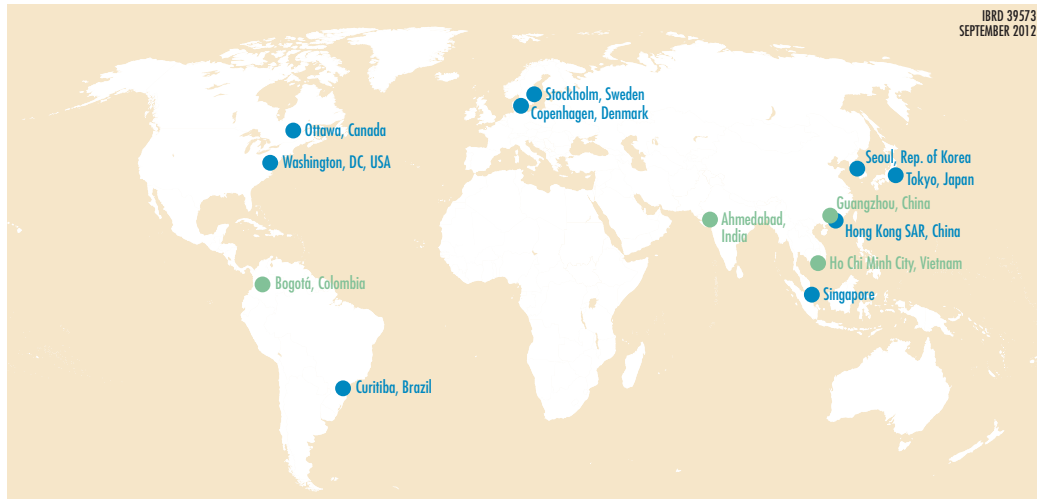 IBRD 39573
SEPTEMBER 2012
Stockholm, Sweden
Copenhagen, Denmark
Ottawa, Canada
Washington, DC, USA
Seoul, Rep. of Korea
Tokyo, Japan
Guangzhou, China
Ahmedabad,
India
Hong Kong SAR, China
Ho Chi Minh City, Vietnam
Bogotá, Colombia
Singapore
Curitiba, Brazil